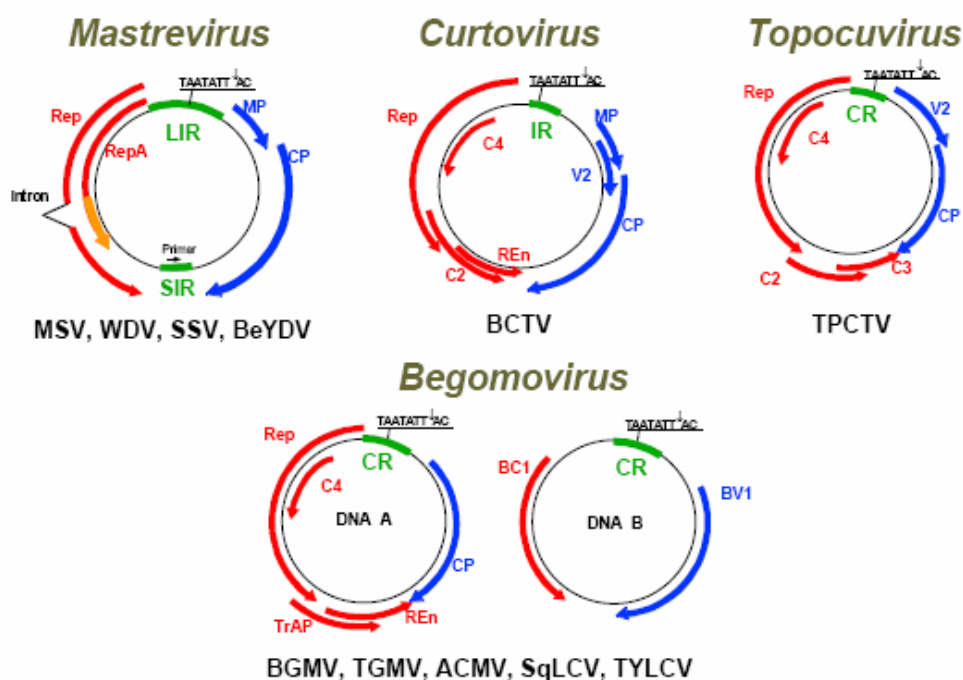 Mastrevirus
Curtovirus
Topocuvirus
TAATATT↓AC
Rep
RepA
LIR
MP
CP
Intron
Primer
SIR
TAATATT↓AC
Rep
C4
IR
MP
V2
CP
C2
REn
TAATATT↓AC
Rep
C4
CR
V2
CP
C2
C3
MSV, WDV, SSV, BeYDV
BCTV
TPCTV
Begomovirus
TAATATT↓AC
Rep
CR
C4
DNA A
CP
TrAP
REn
TAATATT↓AC
CR
BC1
BV1
DNA B
BGMV, TGMV, ACMV, SqLCV, TYLCV